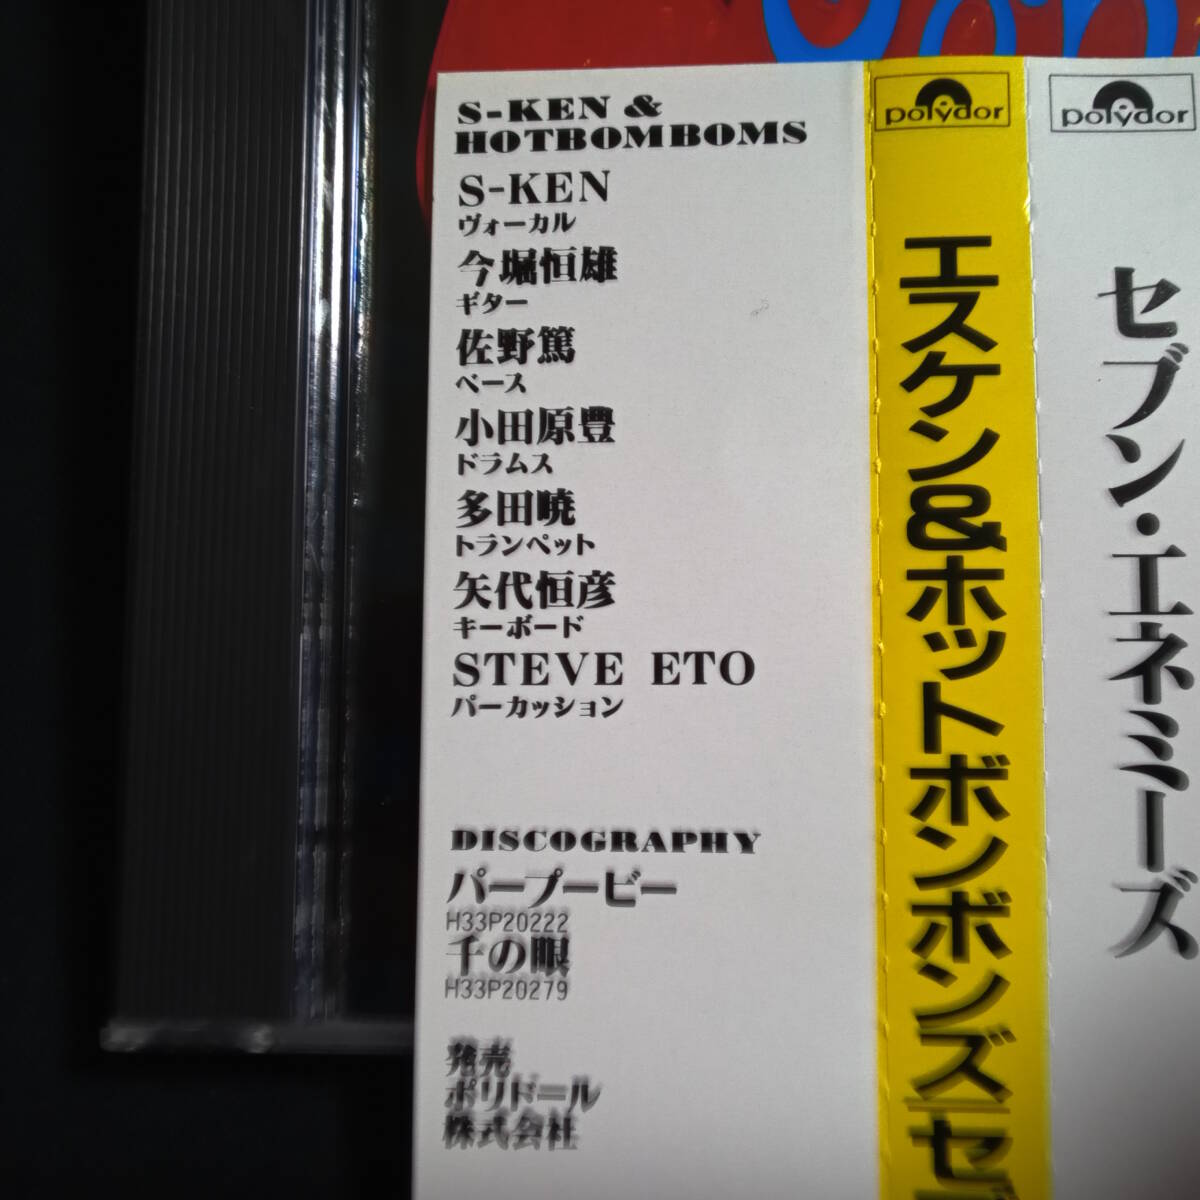 S-KEN &
HOTBOMBOMS
S-KEN
ヴォーカル
今堀恒雄
ギター
佐野篤
ベース
小田原豊
ドラムス
多田暁
トランペット
矢代恒彦
キーボード
STEVE ETO
パーカッション
DISCOGRAPHY
パープービー
H33P20222
千の眼
H33P20279
発売
ポリドール
株式会社
polydor
エスケン&ホットボンボンズ/セブ
polydor
セブン・エネミーズ